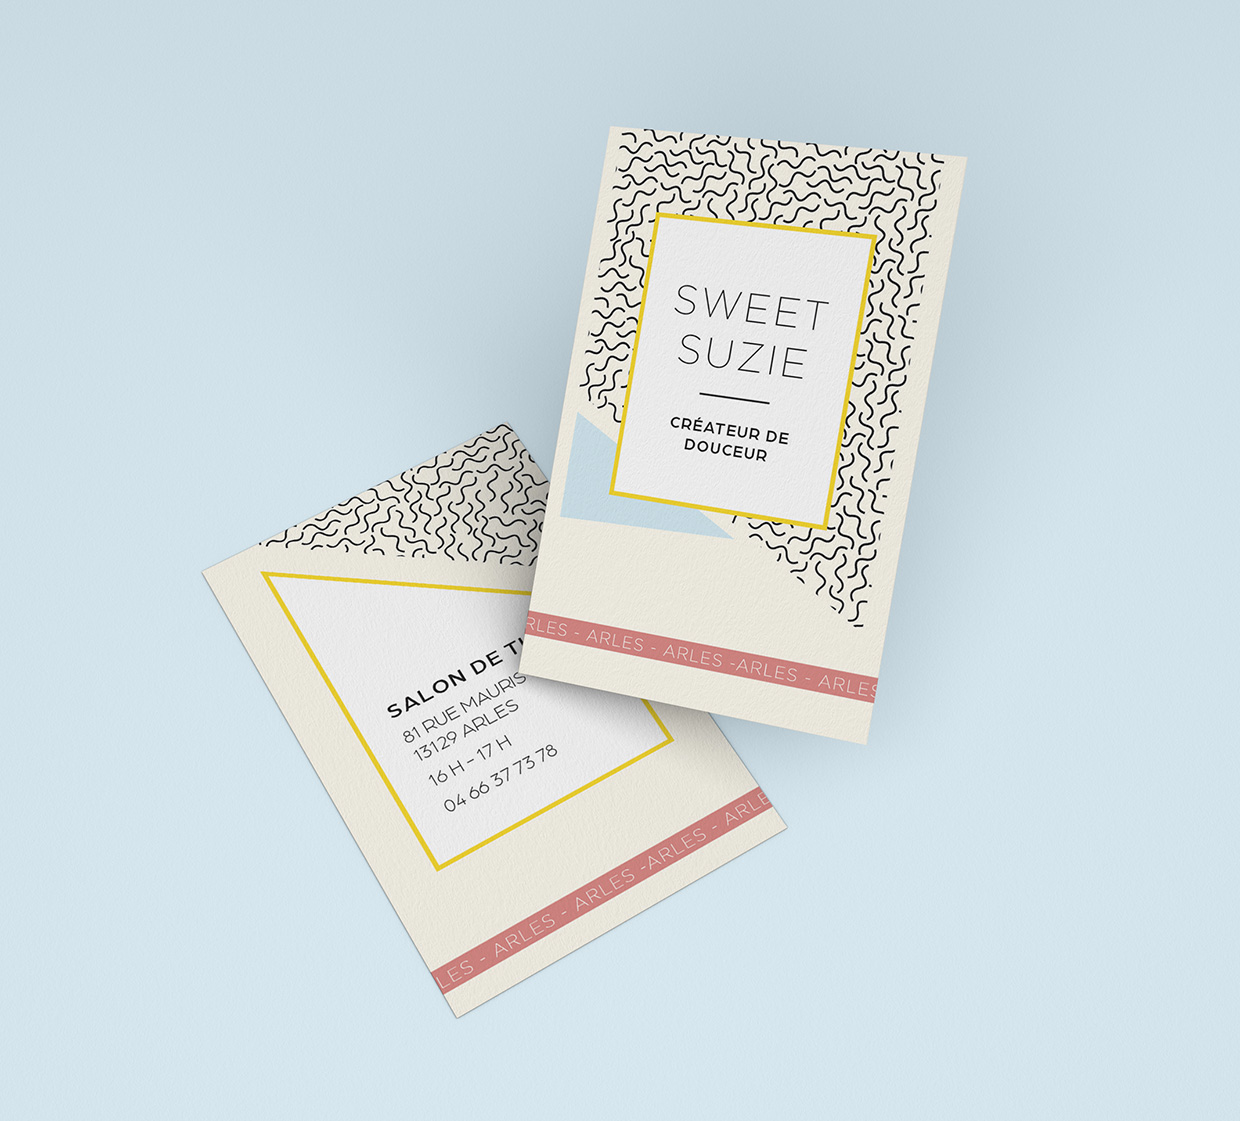 SWEET
SUZIE
CRÉATEUR DE
DOUCEUR
RLES - ARLES - ARLES -ARLES - ARLES
SALON DE
81 RUE MAURIS
13129 ARLES
16 H - 17 H
04 66 37 73 78
LES - ARLES - ARLES -ARLES - ARLE